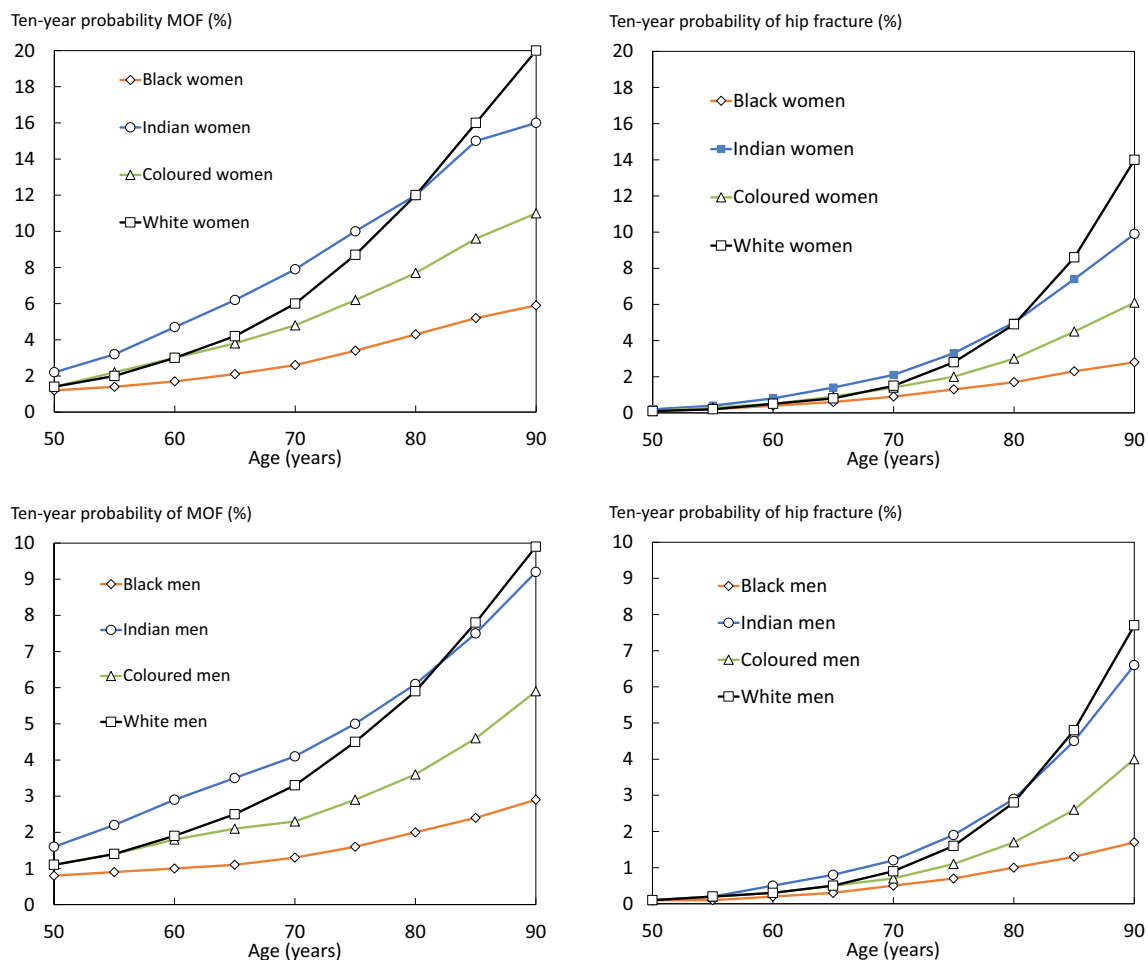 Ten-year probability MOF (%)
20
18
16
14
12
10
8
6
4
2
0
Black women
Indian women
Coloured women
White women
50 60 70 80 90
Age (years)
Ten-year probability of hip fracture (%)
20
18
16
14
12
10
8
6
4
2
0
Black women
Indian women
Coloured women
White women
50 60 70 80 90
Age (years)
Ten-year probability of MOF (%)
10
9
8
7
6
5
4
3
2
1
0
Black men
Indian men
Coloured men
White men
50 60 70 80 90
Age (years)
Ten-year probability of hip fracture (%)
10
9
8
7
6
5
4
3
2
1
0
Black men
Indian men
Coloured men
White men
50 60 70 80 90
Age (years)